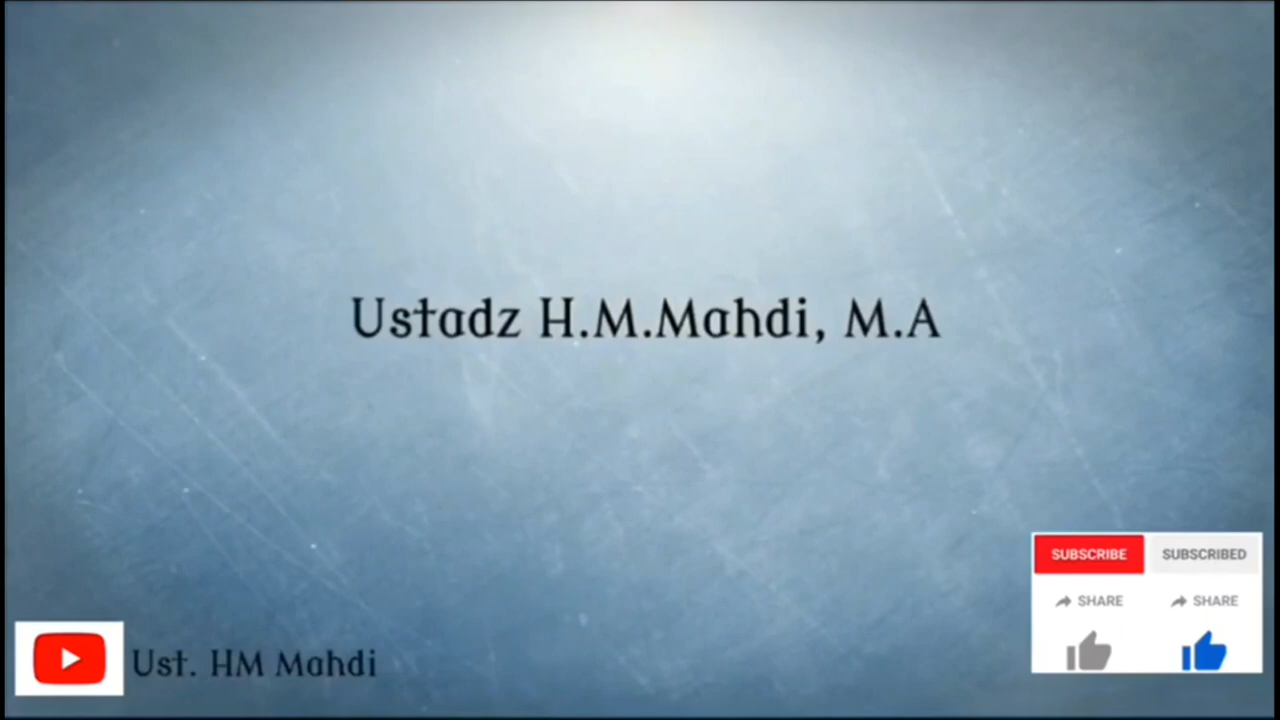 Ustadz H.M.Mahdi, M.A
SUBSCRIBE SUBSCRIBED
SHARE SHARE
Ust. HM Mahdi